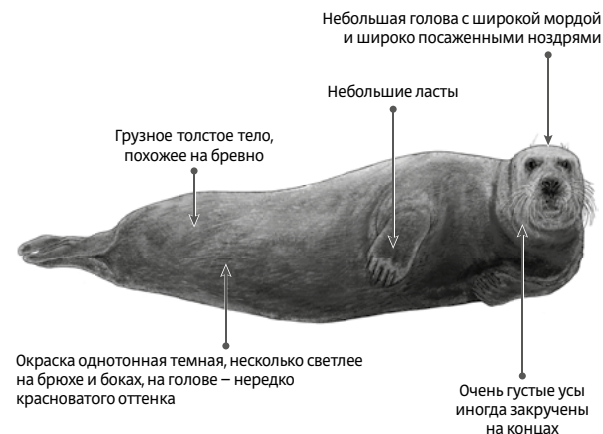 Небольшая голова с широкой мордой
и широко посаженными ноздрями
Небольшие ласты
Грузное толстое тело,
похожее на бревно
Окраска однотонная темная, несколько светлее
на брюхе и боках, на голове – нередко
красноватого оттенка
Очень густые усы
иногда закручены
на концах